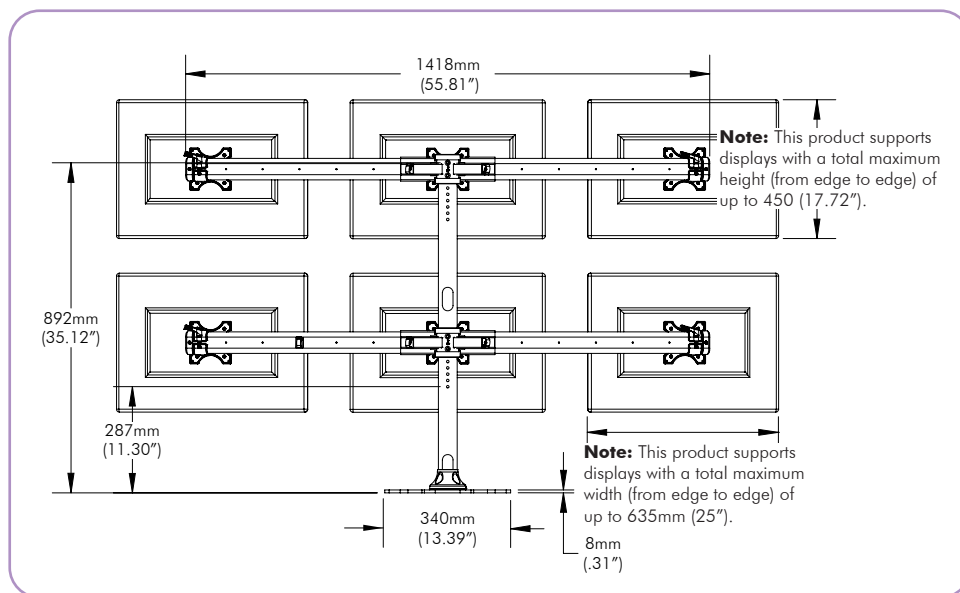 1418mm
(55.81″)
Note: This product supports
displays with a total maximum
height (from edge to edge) of
up to 450 (17.72″).
892mm
(35.12″)
287mm
(11.30″)
Note: This product supports
displays with a total maximum
width (from edge to edge) of
up to 635mm (25″).
340mm
(13.39″)
8mm
(.31″)